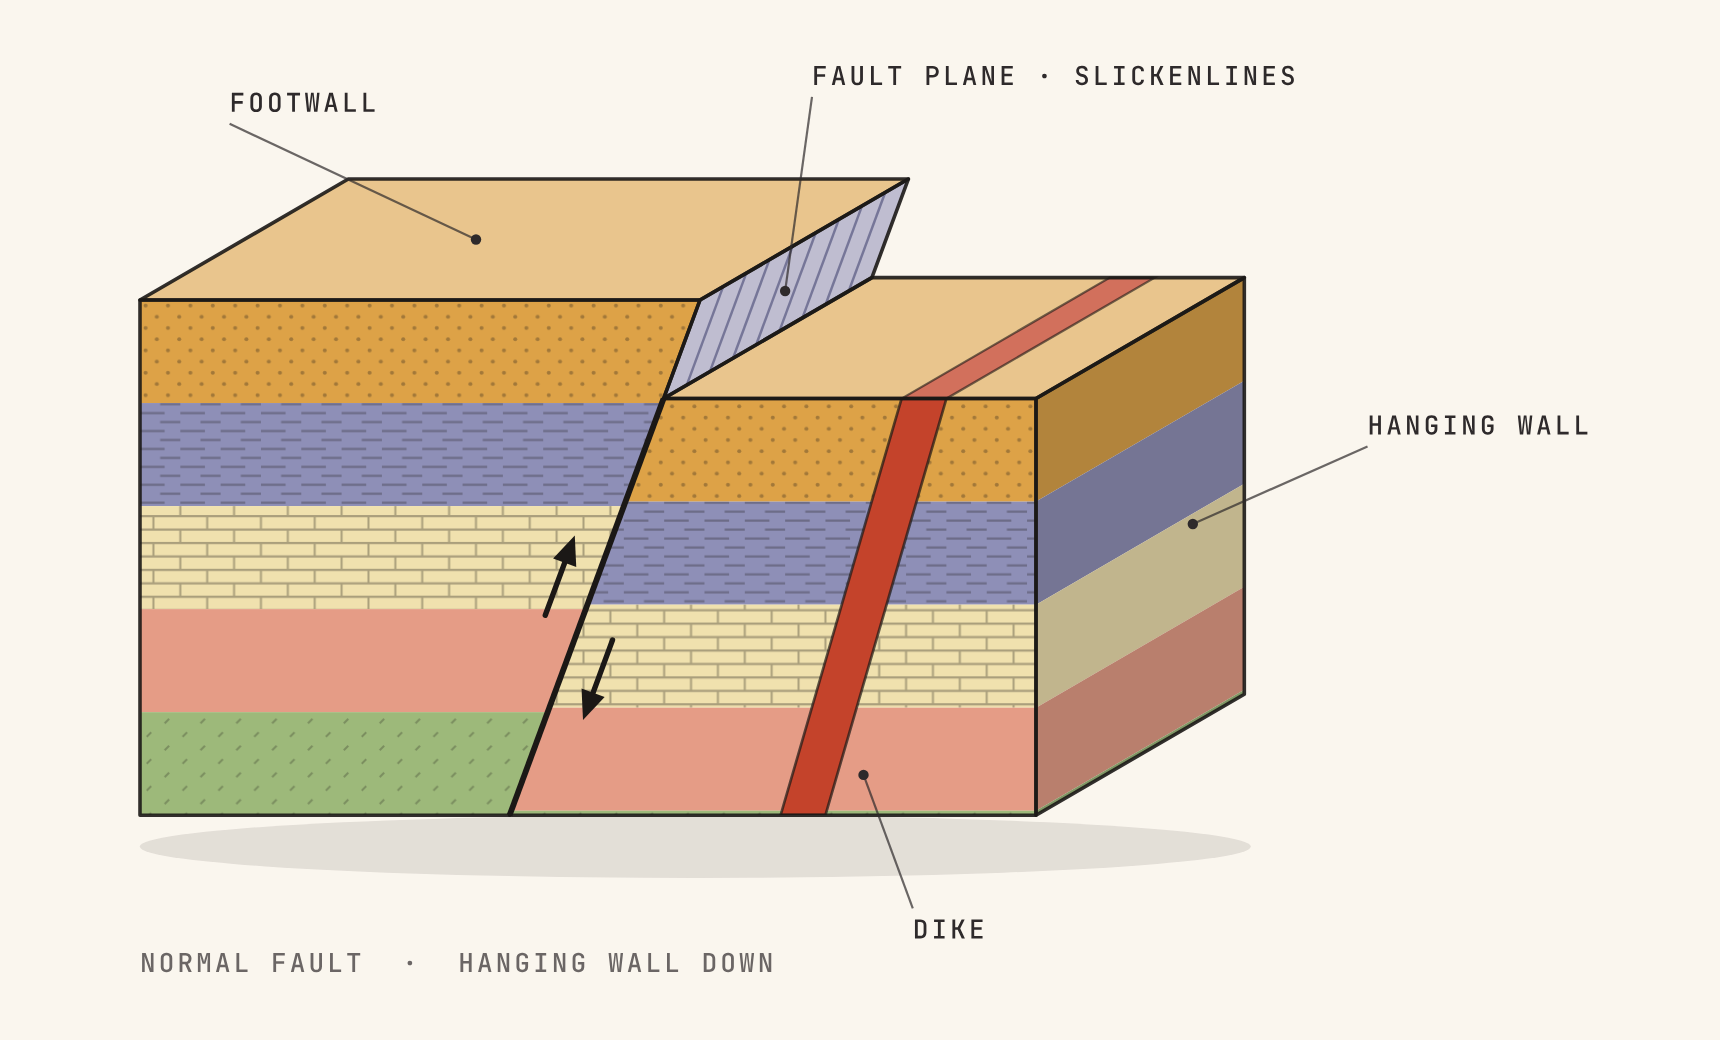 FAULT PLANE · SLICKENLINES
FOOTWALL
HANGING WALL
DIKE
NORMAL FAULT · HANGING WALL DOWN